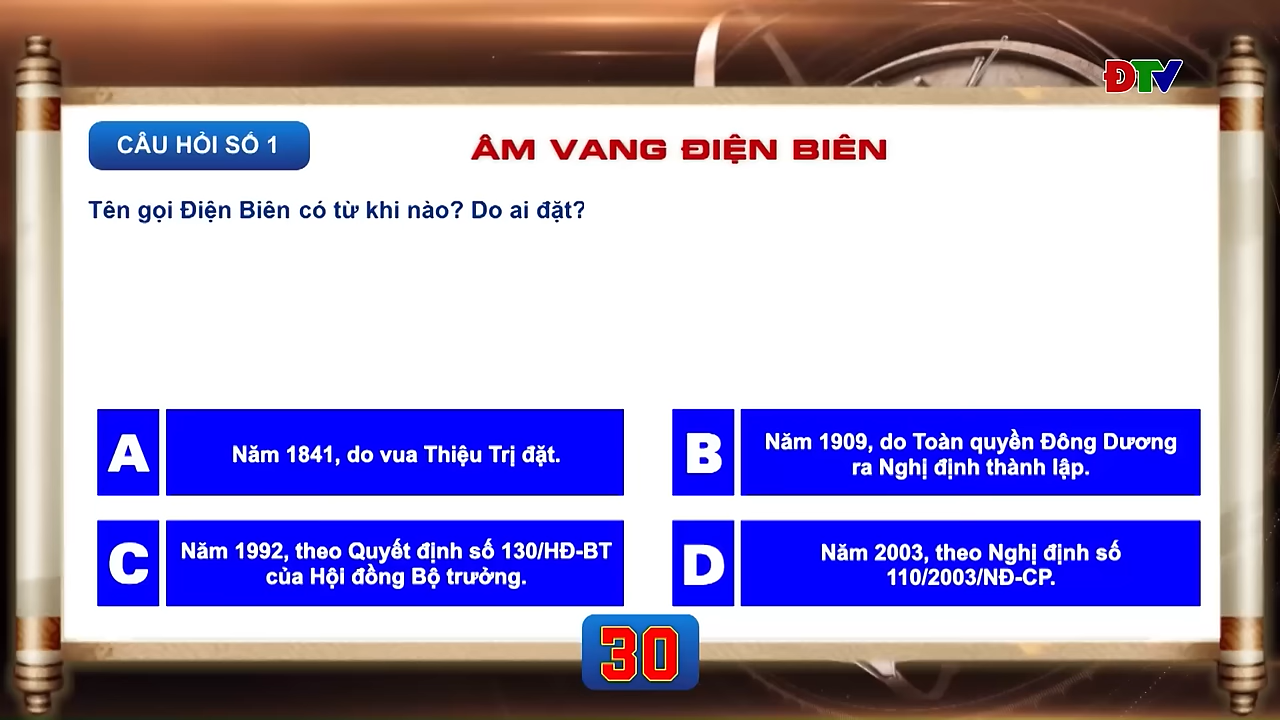 ĐTV
CÂU HỎI SỐ 1
ÂM VANG ĐIỆN BIÊN
Tên gọi Điện Biên có từ khi nào? Do ai đặt?
A
Năm 1841, do vua Thiệu Trị đặt.
B
Năm 1909, do Toàn quyền Đông Dương
ra Nghị định thành lập.
C
Năm 1992, theo Quyết định số 130/HĐ-BT
của Hội đồng Bộ trưởng.
D
Năm 2003, theo Nghị định số
110/2003/NĐ-CP.
30